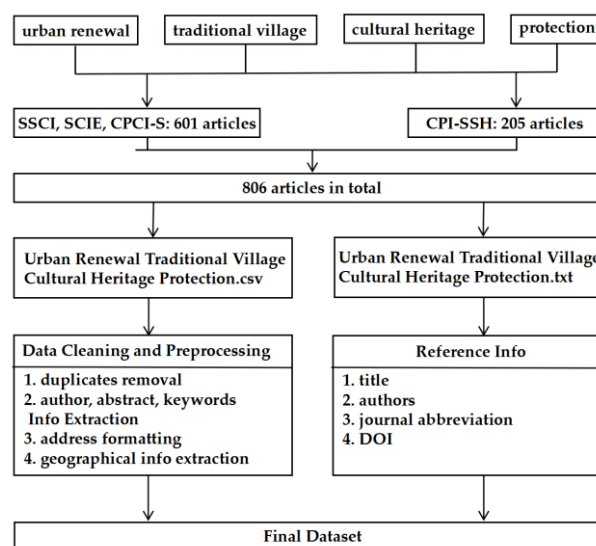 urban renewal
traditional village
cultural heritage
protection
SSCI, SCIE, CPCI-S: 601 articles
CPI-SSH: 205 articles
806 articles in total
Urban Renewal Traditional Village
Cultural Heritage Protection.csv
Urban Renewal Traditional Village
Cultural Heritage Protection.txt
Data Cleaning and Preprocessing
1. duplicates removal
2. author, abstract, keywords
Info Extraction
3. address formatting
4. geographical info extraction
Reference Info
1. title
2. authors
3. journal abbreviation
4. DOI
Final Dataset